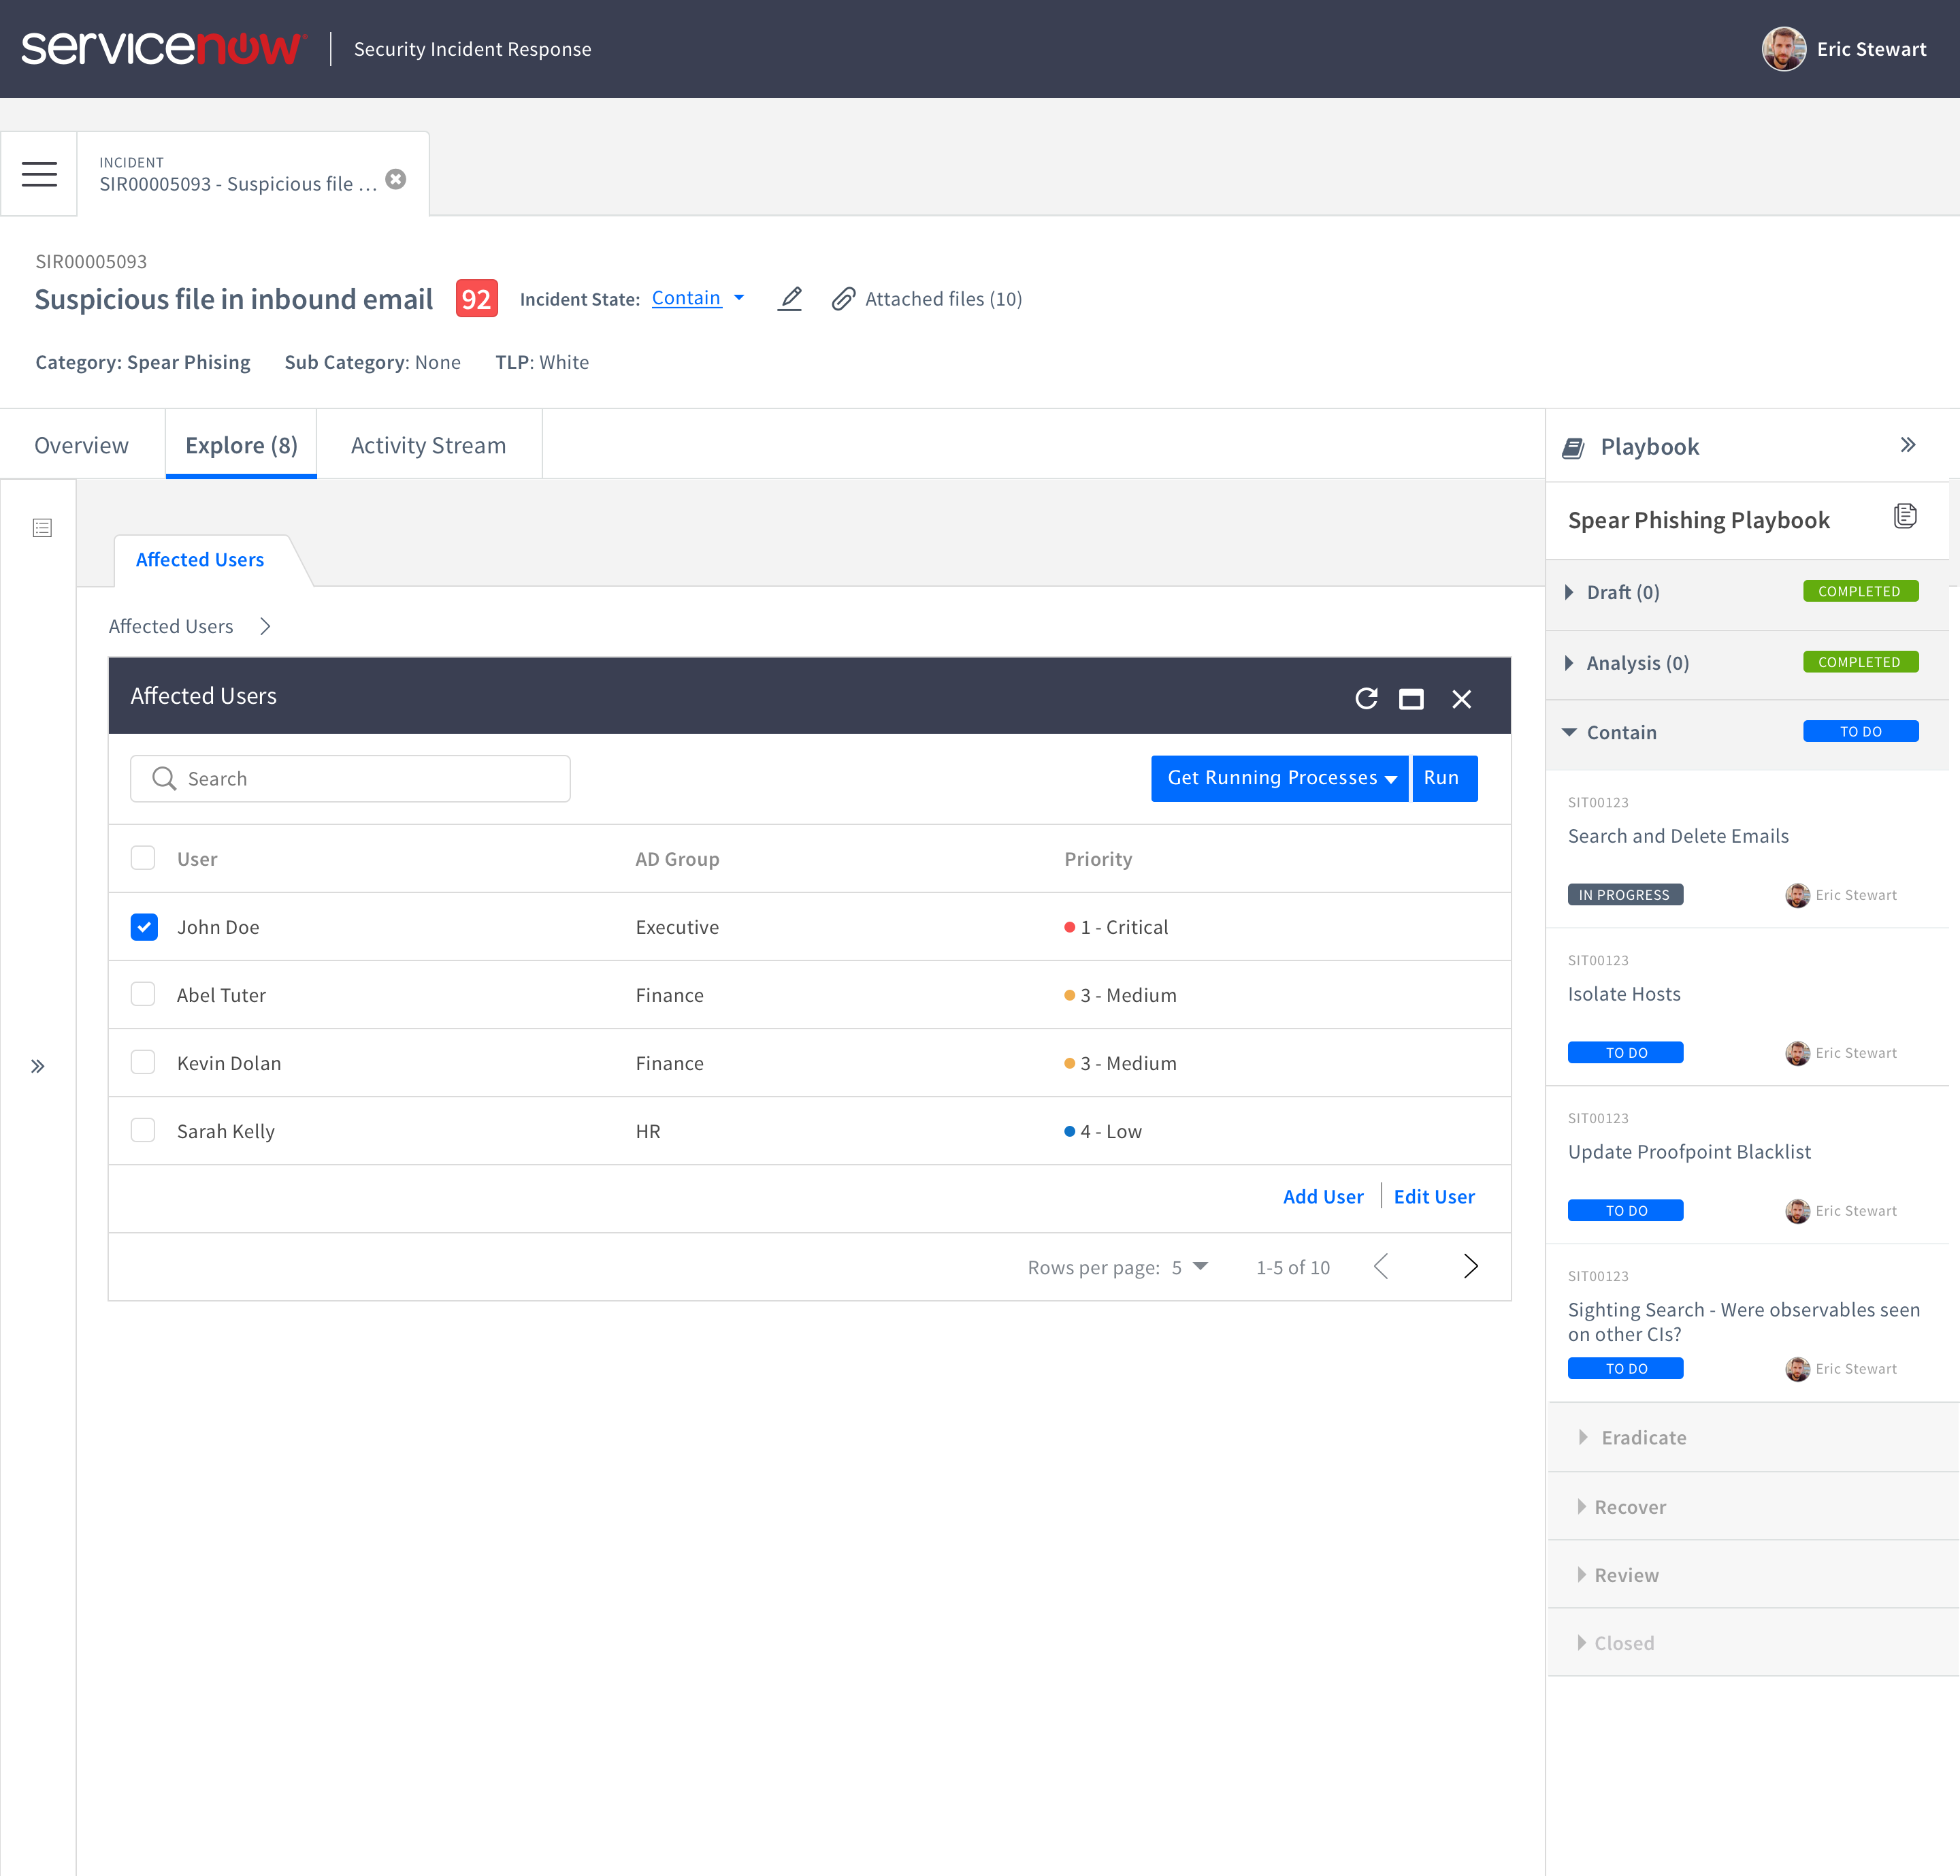 servicenow Security Incident Response Eric Stewart
INCIDENT
SIR00005093 - Suspicious file ...
SIR00005093
Suspicious file in inbound email 92 Incident State: Contain Attached files (10)
Category: Spear Phising Sub Category: None TLP: White
Overview Explore (8) Activity Stream
Affected Users
Affected Users
Affected Users
Search Get Running Processes Run
User AD Group Priority
John Doe Executive 1 - Critical
Abel Tuter Finance 3 - Medium
Kevin Dolan Finance 3 - Medium
Sarah Kelly HR 4 - Low
Add User Edit User
Rows per page: 5 1-5 of 10
Playbook
Spear Phishing Playbook
Draft (0) COMPLETED
Analysis (0) COMPLETED
Contain TO DO
SIT00123
Search and Delete Emails
IN PROGRESS Eric Stewart
SIT00123
Isolate Hosts
TO DO Eric Stewart
SIT00123
Update Proofpoint Blacklist
TO DO Eric Stewart
SIT00123
Sighting Search - Were observables seen
on other CIs?
TO DO Eric Stewart
Eradicate
Recover
Review
Closed